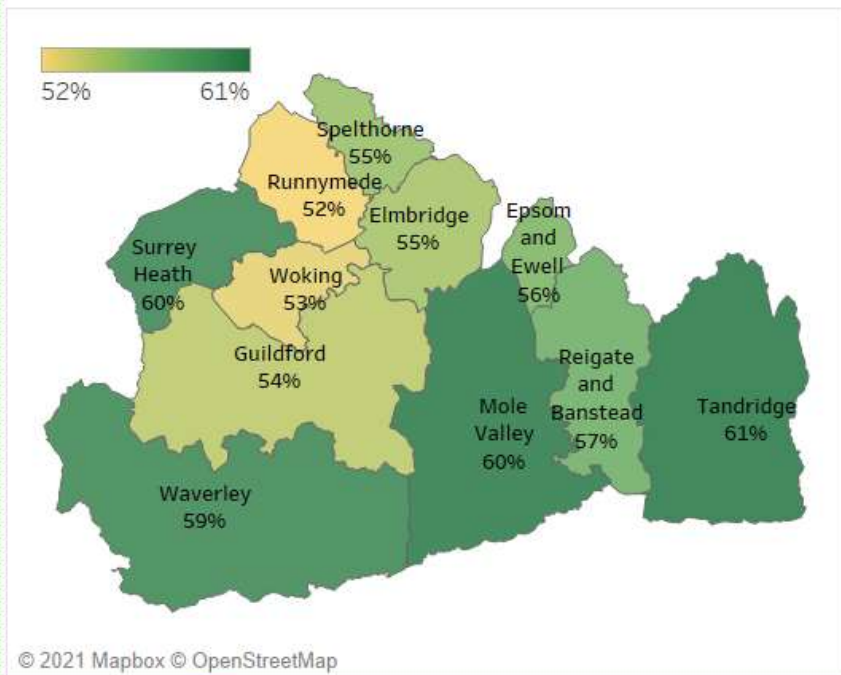 52%
61%
Spelthorne
55%
Runnymede
52%
Elmbridge
55%
Epsom
and
Ewell
56%
Surrey
Heath
60%
Woking
53%
Guildford
54%
Reigate
and
Banstead
57%
Mole
Valley
60%
Tandridge
61%
Waverley
59%
© 2021 Mapbox © OpenStreetMap